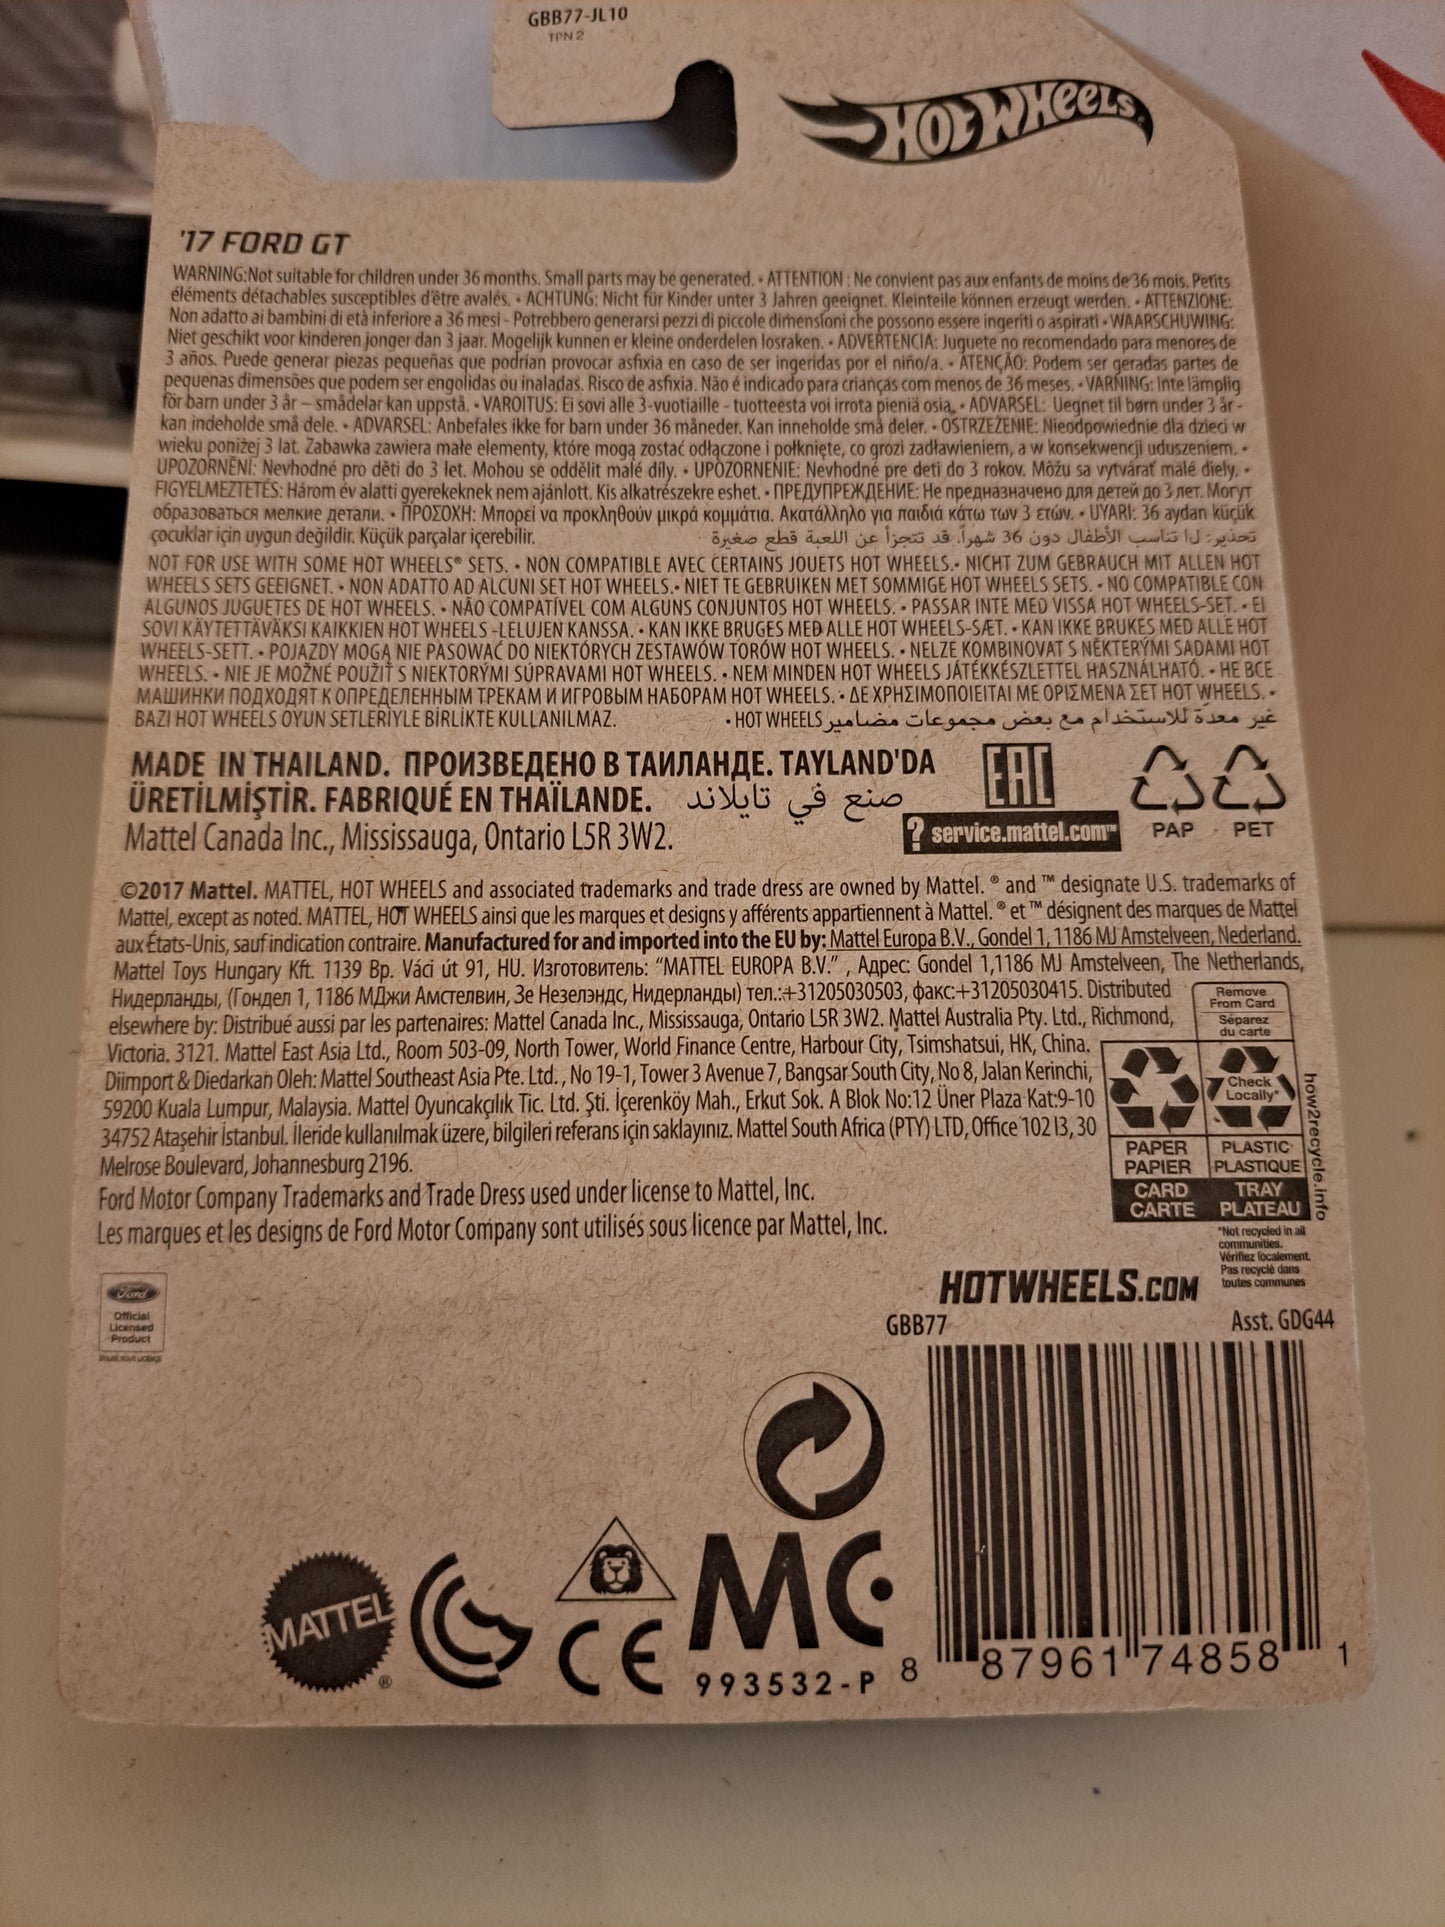 GBB77-JL10
TPN 2
HOT WHEELS
'17 FORD GT
WARNING:Not suitable for children under 36 months. Small parts may be generated. • ATTENTION : Ne convient pas aux enfants de moins de 36 mois. Petits
éléments détachables susceptibles d'être avalés. • ACHTUNG: Nicht für Kinder unter 3 Jahren geeignet. Kleinteile können erzeugt werden. • ATTENZIONE:
Non adatto ai bambini di età inferiore a 36 mesi - Potrebbero generarsi pezzi di piccole dimensioni che possono essere ingeriti o aspirati • WAARSCHUWING:
Niet geschikt voor kinderen jonger dan 3 jaar. Mogelijk kunnen er kleine onderdelen losraken. • ADVERTENCIA: Juguete no recomendado para menores de
3 años. Puede generar piezas pequeñas que podrían provocar asfixia en caso de ser ingeridas por el niño/a. • ATENÇÃO: Podem ser geradas partes de
pequenas dimensões que podem ser engolidas ou inaladas. Risco de asfixia. Não é indicado para crianças com menos de 36 meses. • VARNING: Inte lämplig
för barn under 3 år – smådelar kan uppstå. • VAROITUS: Ei sovi alle 3-vuotiaille - tuotteesta voi irrota pieniä osia. • ADVARSEL: Uegnet til børn under 3 år -
kan indeholde små dele. • ADVARSEL: Anbefales ikke for barn under 36 måneder. Kan inneholde små deler. • OSTRZEŻENIE: Nieodpowiednie dla dzieci w
wieku poniżej 3 lat. Zabawka zawiera małe elementy, które mogą zostać odłączone i połknięte, co grozi zadławieniem, a w konsekwencji uduszeniem. •
UPOZORNĚNÍ: Nevhodné pro děti do 3 let. Mohou se oddělit malé díly. • UPOZORNENIE: Nevhodné pre deti do 3 rokov. Môžu sa vytvárať malé diely. •
FIGYELMEZTETÉS: Három év alatti gyerekeknek nem ajánlott. Kis alkatrészekre eshet. • ПРЕДУПРЕЖДЕНИЕ: Не предназначено для детей до 3 лет. Могут
образоваться мелкие детали. • ΠΡΟΣΟΧΗ: Μπορεί να προκληθούν μικρά κομμάτια. Ακατάλληλο για παιδιά κάτω των 3 ετών. • UYARI: 36 aydan küçük
çocuklar için uygun değildir. Küçük parçalar içerebilir. تحذير: لا تناسب الأطفال دون 36 شهراً. قد تتجزأ عن اللعبة قطع صغيرة
NOT FOR USE WITH SOME HOT WHEELS® SETS. • NON COMPATIBLE AVEC CERTAINS JOUETS HOT WHEELS.• NICHT ZUM GEBRAUCH MIT ALLEN HOT
WHEELS SETS GEEIGNET. • NON ADATTO AD ALCUNI SET HOT WHEELS.• NIET TE GEBRUIKEN MET SOMMIGE HOT WHEELS SETS. • NO COMPATIBLE CON
ALGUNOS JUGUETES DE HOT WHEELS. • NÃO COMPATÍVEL COM ALGUNS CONJUNTOS HOT WHEELS. • PASSAR INTE MED VISSA HOT WHEELS-SET. • EI
SOVI KÄYTETTÄVÄKSI KAIKKIEN HOT WHEELS -LELUJEN KANSSA. • KAN IKKE BRUGES MED ALLE HOT WHEELS-SÆT. • KAN IKKE BRUKES MED ALLE HOT
WHEELS-SETT. • POJAZDY MOGĄ NIE PASOWAĆ DO NIEKTÓRYCH ZESTAWÓW TORÓW HOT WHEELS. • NELZE KOMBINOVAT S NĚKTERÝMI SADAMI HOT
WHEELS. • NIE JE MOŽNÉ POUŽIŤ S NIEKTORÝMI SÚPRAVAMI HOT WHEELS. • NEM MINDEN HOT WHEELS JÁTÉKKÉSZLETTEL HASZNÁLHATÓ. • НЕ ВСЕ
МАШИНКИ ПОДХОДЯТ К ОПРЕДЕЛЕННЫМ ТРЕКАМ И ИГРОВЫМ НАБОРАМ HOT WHEELS. • ΔΕ ΧΡΗΣΙΜΟΠΟΙΕΙΤΑΙ ΜΕ ΟΡΙΣΜΕΝΑ ΣΕΤ HOT WHEELS. •
BAZI HOT WHEELS OYUN SETLERİYLE BİRLİKTE KULLANILMAZ. • HOT WHEELS غير معدة للاستخدام مع بعض مجموعات مضامير
MADE IN THAILAND. ПРОИЗВЕДЕНО В ТАИЛАНДЕ. TAYLAND'DA
ÜRETİLMİŞTİR. FABRIQUÉ EN THAÏLANDE. صنع في تايلاند
EAC
PAP PET
? service.mattel.com™
Mattel Canada Inc., Mississauga, Ontario L5R 3W2.
©2017 Mattel. MATTEL, HOT WHEELS and associated trademarks and trade dress are owned by Mattel. ® and ™ designate U.S. trademarks of
Mattel, except as noted. MATTEL, HOT WHEELS ainsi que les marques et designs y afférents appartiennent à Mattel. ® et ™ désignent des marques de Mattel
aux États-Unis, sauf indication contraire. Manufactured for and imported into the EU by: Mattel Europa B.V., Gondel 1, 1186 MJ Amstelveen, Nederland.
Mattel Toys Hungary Kft. 1139 Bp. Váci út 91, HU. Изготовитель: "MATTEL EUROPA B.V." , Адрес: Gondel 1,1186 MJ Amstelveen, The Netherlands,
Нидерланды, (Гондел 1, 1186 МДжи Амстелвин, Зе Незелэндс, Нидерланды) тел.:+31205030503, факс:+31205030415. Distributed
elsewhere by: Distribué aussi par les partenaires: Mattel Canada Inc., Mississauga, Ontario L5R 3W2. Mattel Australia Pty. Ltd., Richmond,
Victoria. 3121. Mattel East Asia Ltd., Room 503-09, North Tower, World Finance Centre, Harbour City, Tsimshatsui, HK, China.
Diimport & Diedarkan Oleh: Mattel Southeast Asia Pte. Ltd., No 19-1, Tower 3 Avenue 7, Bangsar South City, No 8, Jalan Kerinchi,
59200 Kuala Lumpur, Malaysia. Mattel Oyuncakçılık Tic. Ltd. Şti. İçerenköy Mah., Erkut Sok. A Blok No:12 Üner Plaza Kat:9-10
34752 Ataşehir İstanbul. İleride kullanılmak üzere, bilgileri referans için saklayınız. Mattel South Africa (PTY) LTD, Office 102 I3, 30
Melrose Boulevard, Johannesburg 2196.
Ford Motor Company Trademarks and Trade Dress used under license to Mattel, Inc.
Les marques et les designs de Ford Motor Company sont utilisés sous licence par Mattel, Inc.
Remove
From Card
Séparez
du carte
Check
Locally*
PAPER PLASTIC
PAPIER PLASTIQUE
CARD TRAY
CARTE PLATEAU
how2recycle.info
*Not recycled in all
communities.
Vérifiez localement.
Pas recyclé dans
toutes communes
Ford
Official
Licensed
Product
HOTWHEELS.COM
GBB77 Asst. GDG44
MATTEL ®
CE
MC
993532-P
8 87961 74858 1